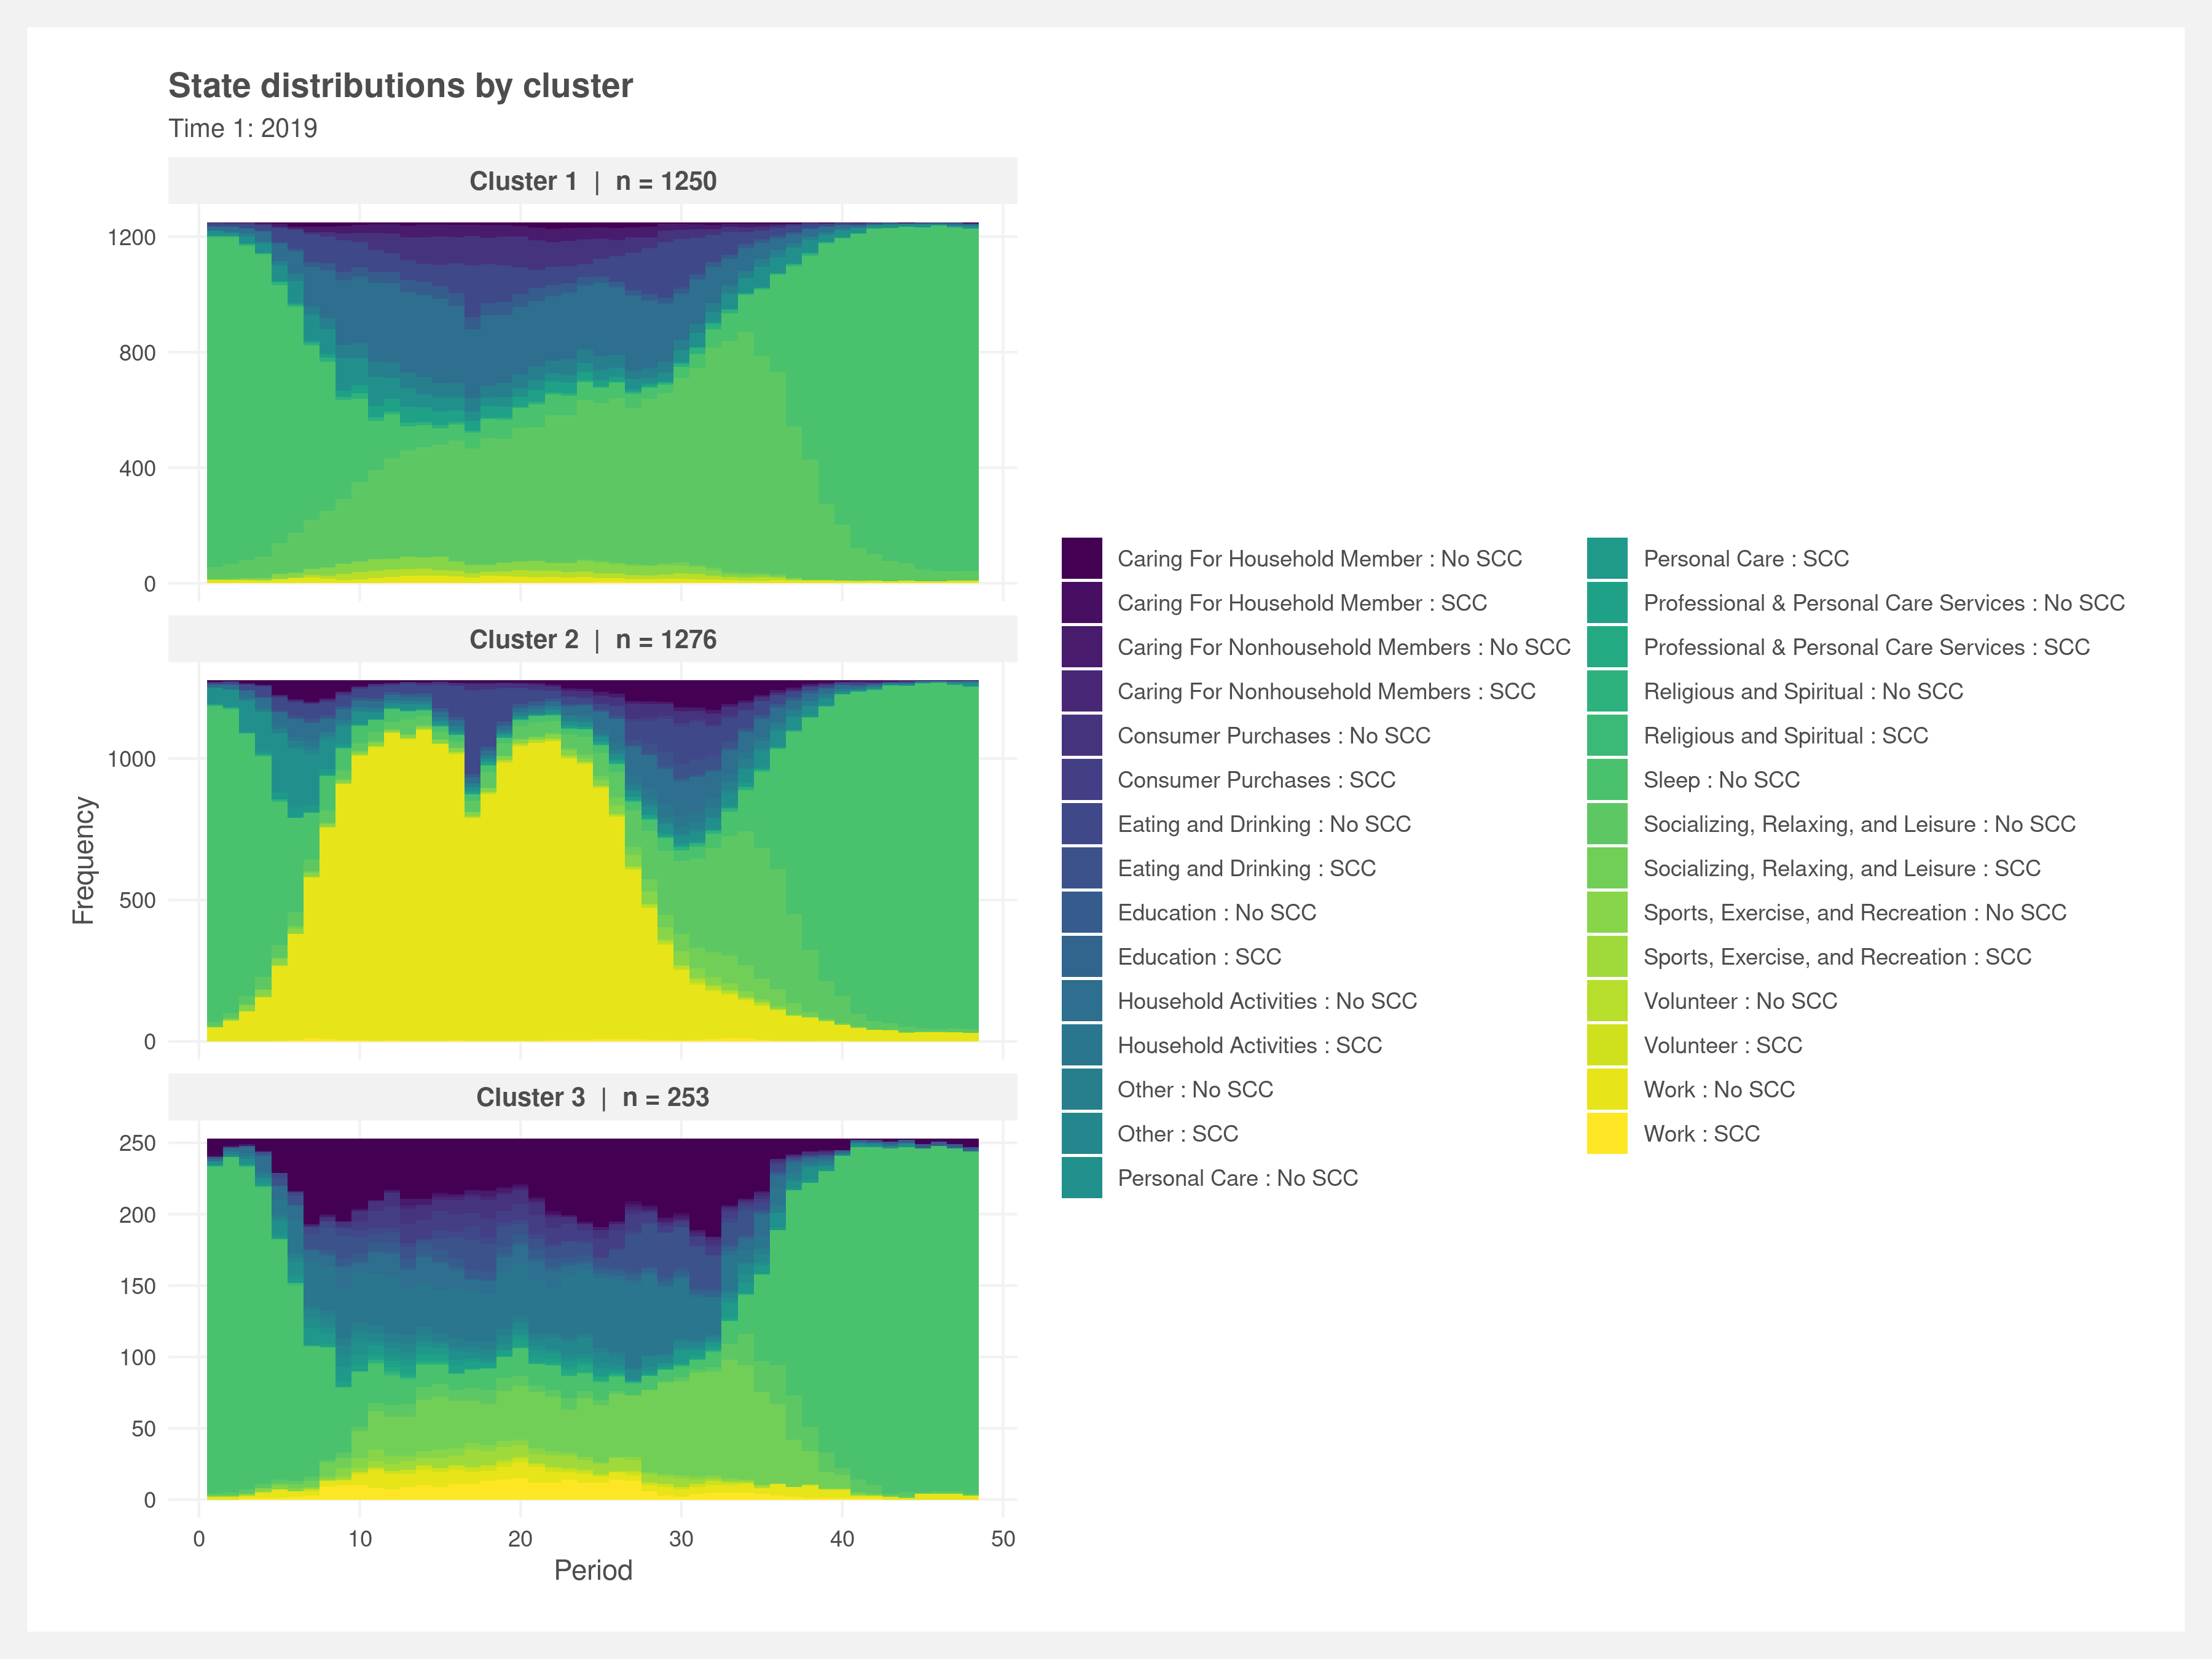 State distributions by cluster
Time 1: 2019
Cluster 1 | n = 1250
1200
800
400
0
Cluster 2 | n = 1276
1000
500
0
Cluster 3 | n = 253
250
200
150
100
50
0
0 10 20 30 40 50
Period
Frequency
Caring For Household Member : No SCC
Caring For Household Member : SCC
Caring For Nonhousehold Members : No SCC
Caring For Nonhousehold Members : SCC
Consumer Purchases : No SCC
Consumer Purchases : SCC
Eating and Drinking : No SCC
Eating and Drinking : SCC
Education : No SCC
Education : SCC
Household Activities : No SCC
Household Activities : SCC
Other : No SCC
Other : SCC
Personal Care : No SCC
Personal Care : SCC
Professional & Personal Care Services : No SCC
Professional & Personal Care Services : SCC
Religious and Spiritual : No SCC
Religious and Spiritual : SCC
Sleep : No SCC
Socializing, Relaxing, and Leisure : No SCC
Socializing, Relaxing, and Leisure : SCC
Sports, Exercise, and Recreation : No SCC
Sports, Exercise, and Recreation : SCC
Volunteer : No SCC
Volunteer : SCC
Work : No SCC
Work : SCC